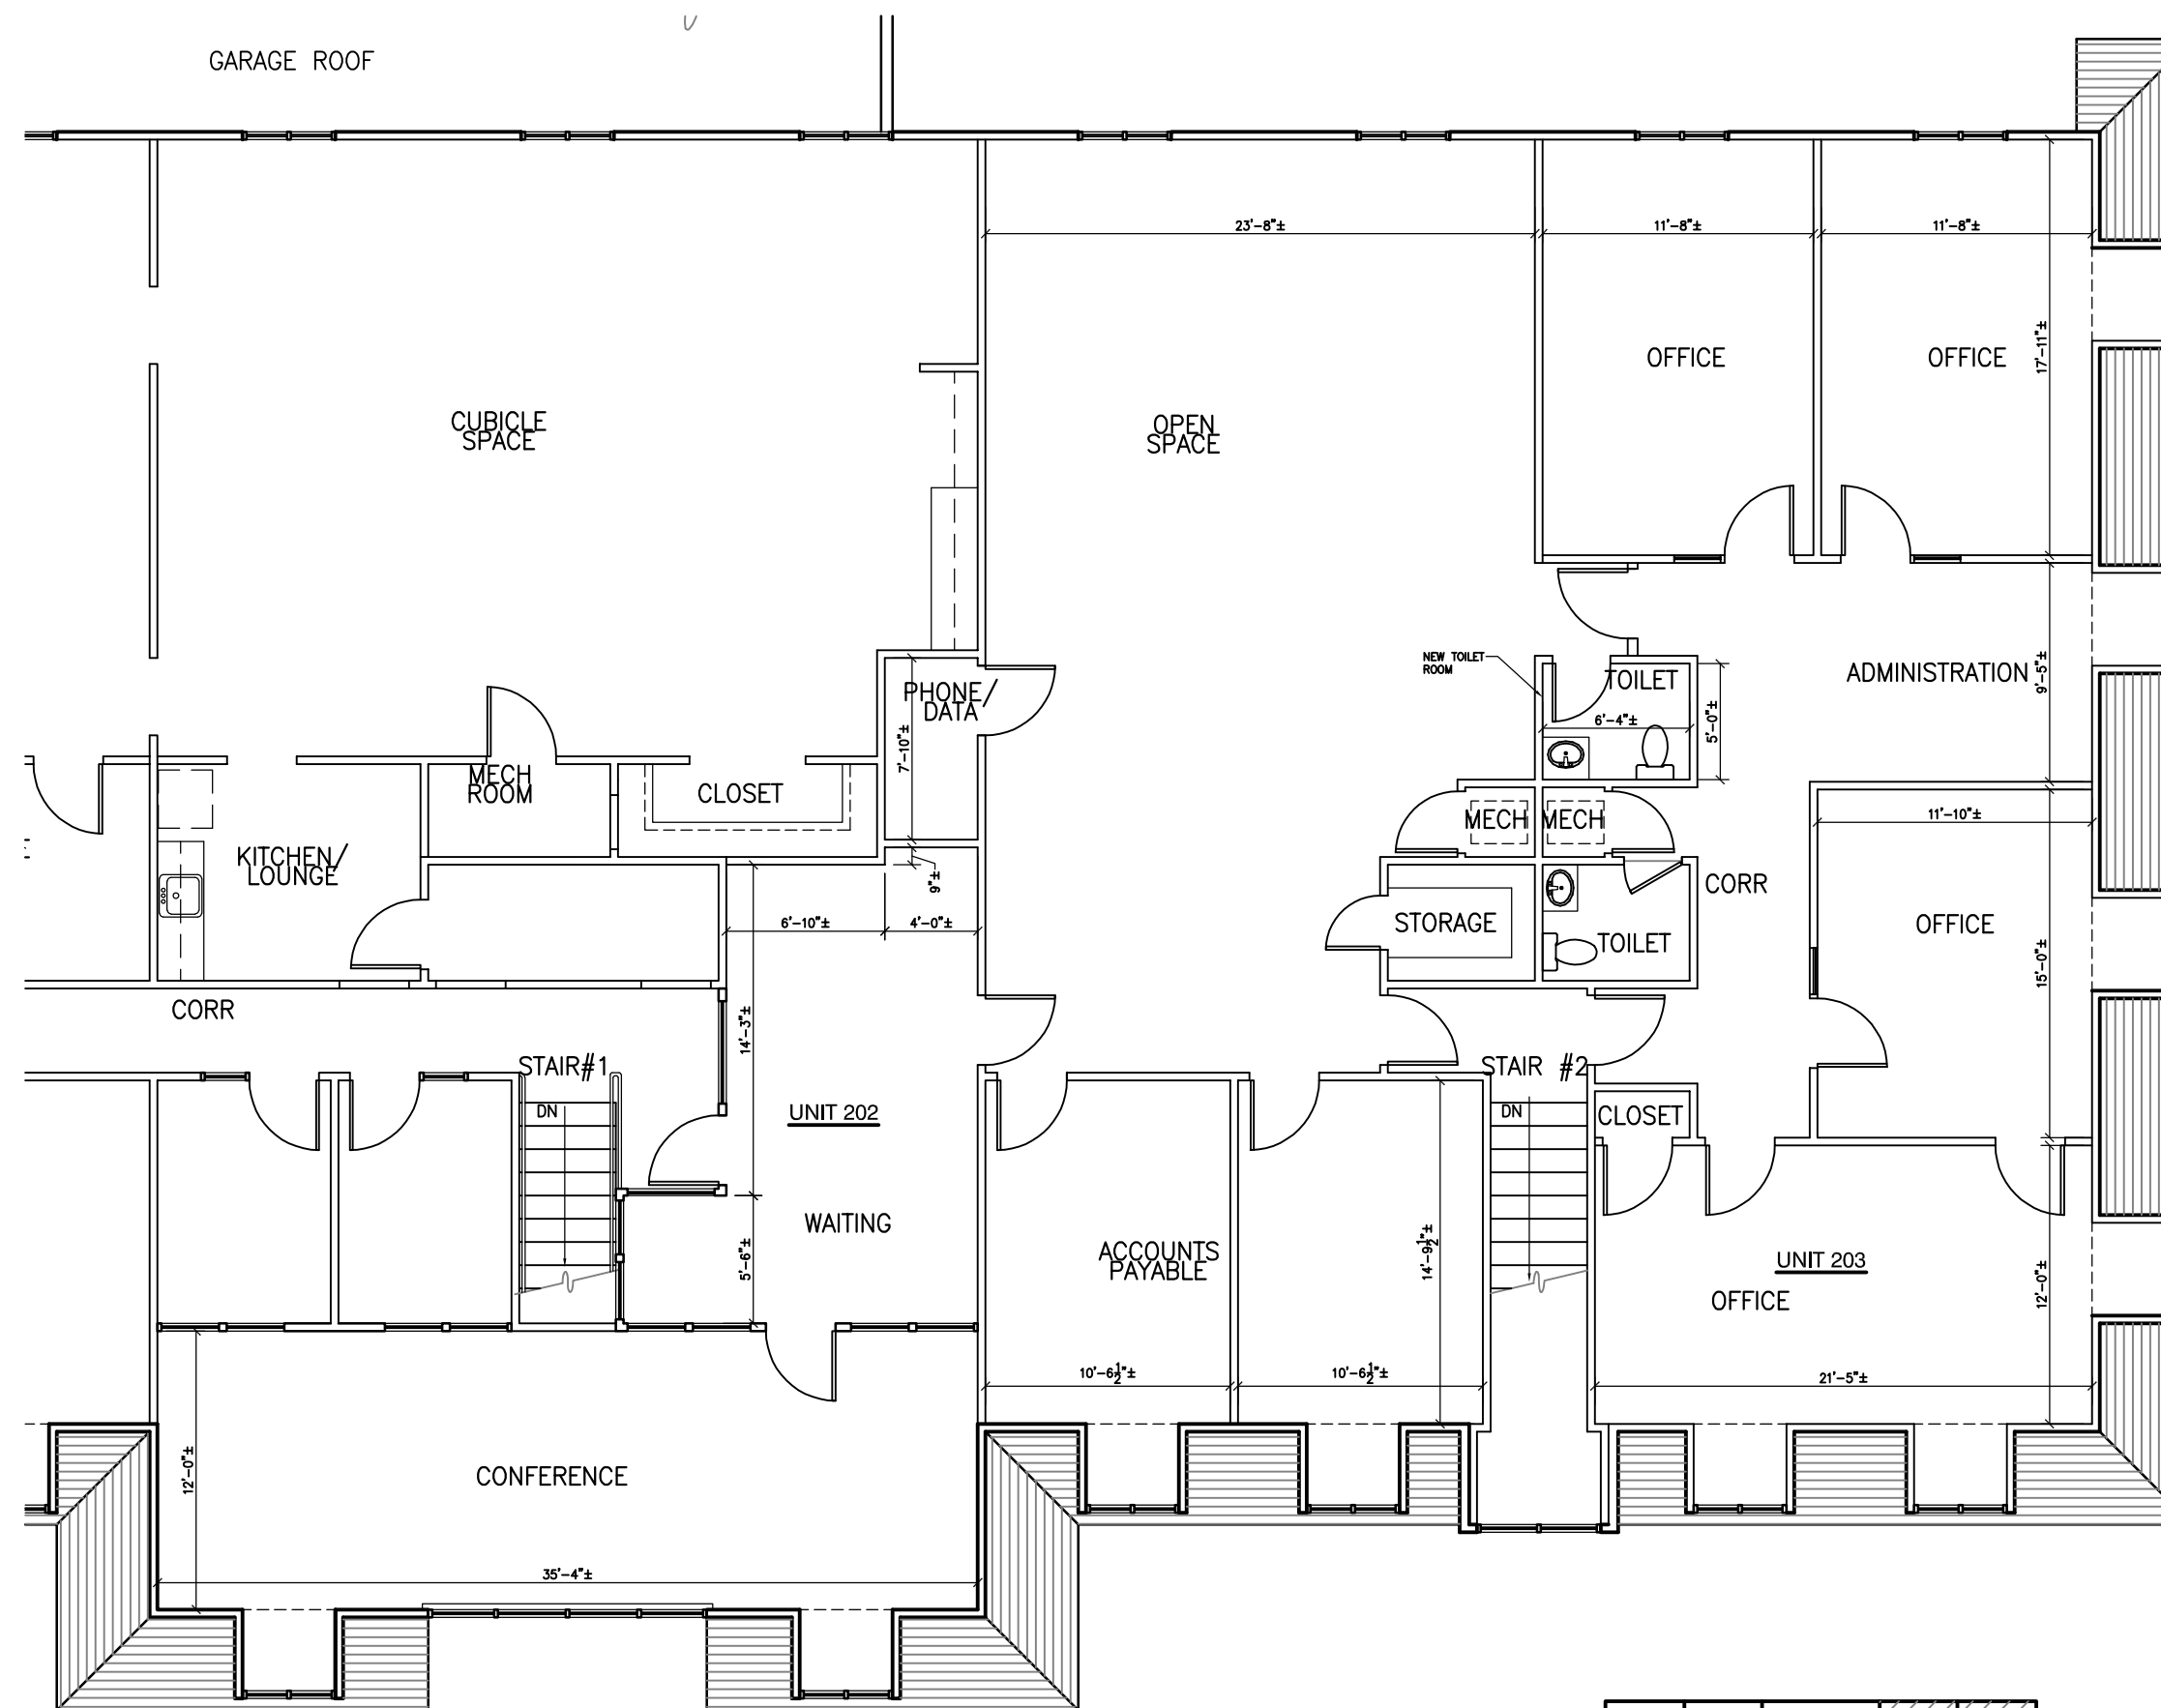 GARAGE ROOF
23'-8"±
11'-8"±
11'-8"±
17'-11"±
OFFICE
OFFICE
CUBICLE
SPACE
OPEN
SPACE
NEW TOILET
ROOM
TOILET
6'-4"±
5'-0"±
ADMINISTRATION
9'-5"±
PHONE/
DATA
7'-10"±
MECH
ROOM
CLOSET
MECH
MECH
11'-10"±
KITCHEN/
LOUNGE
9"±
CORR
6'-10"±
4'-0"±
STORAGE
TOILET
OFFICE
15'-0"±
CORR
14'-3"±
STAIR#1
STAIR #2
DN
UNIT 202
DN
CLOSET
WAITING
5'-6"±
ACCOUNTS
PAYABLE
14'-9½"±
UNIT 203
OFFICE
12'-0"±
10'-6½"±
10'-6½"±
21'-5"±
12'-0"±
CONFERENCE
35'-4"±